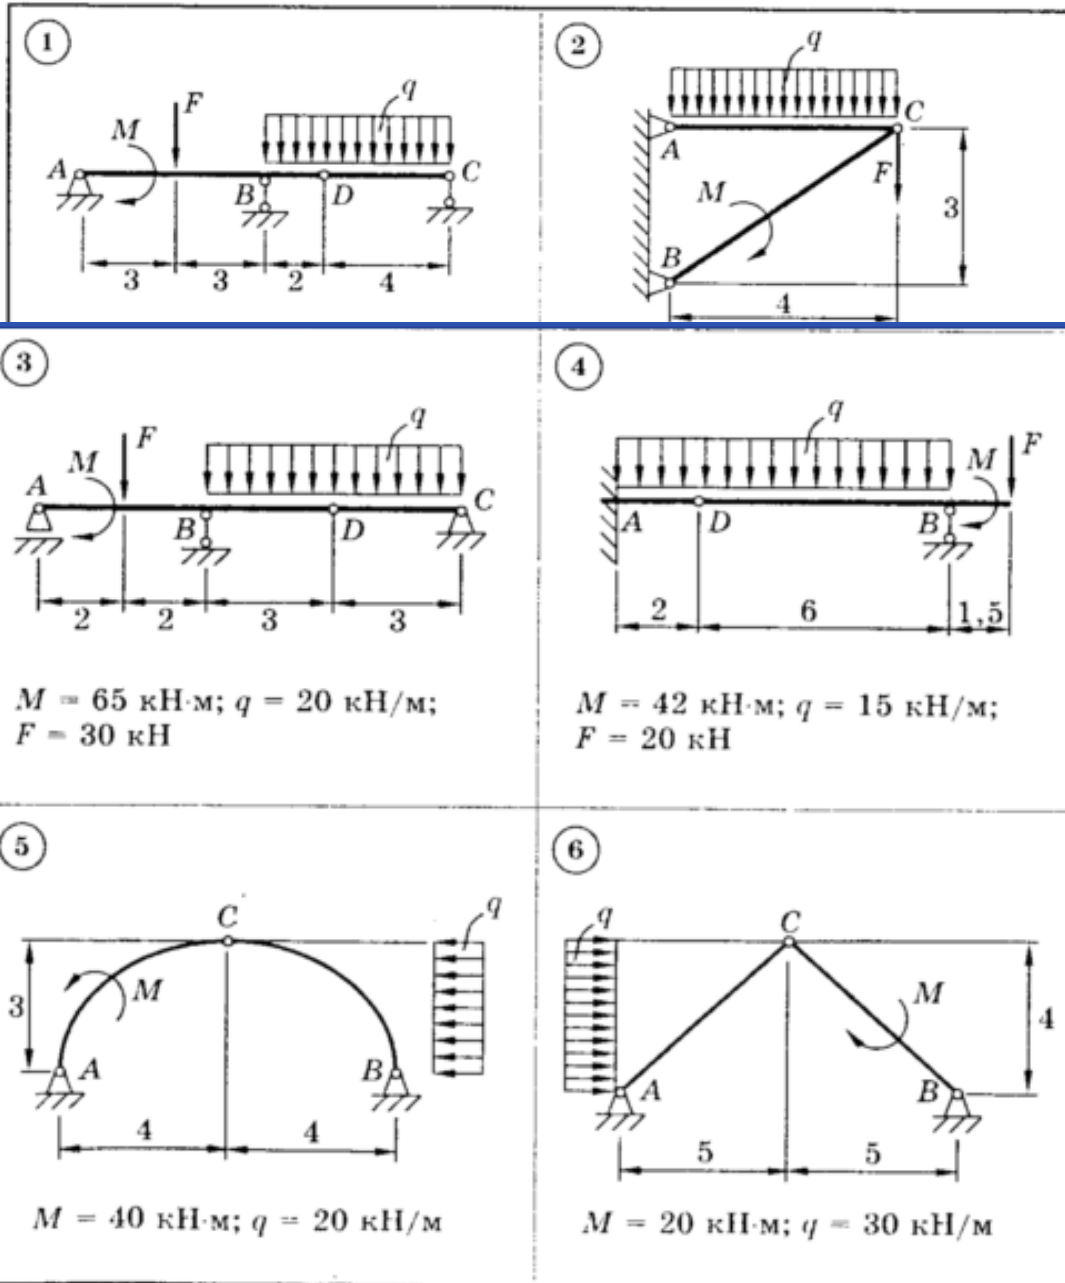 1
q
F
M
A
B
D
C
3
3
2
4
2
q
C
A
F
M
B
3
4
3
q
F
M
A
C
B
D
2
2
3
3
M = 65 кН·м; q = 20 кН/м;
F = 30 кН
4
q
F
M
A
D
B
2
6
1,5
M = 42 кН·м; q = 15 кН/м;
F = 20 кН
5
q
C
M
3
A
B
4
4
M = 40 кН·м; q = 20 кН/м
6
q
C
M
4
A
B
5
5
M = 20 кН·м; q = 30 кН/м